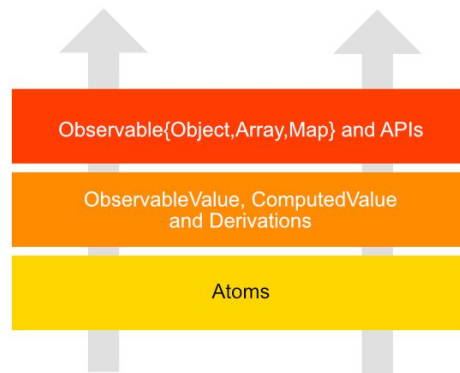 Observable{Object,Array,Map} and APIs
ObservableValue, ComputedValue
and Derivations
Atoms